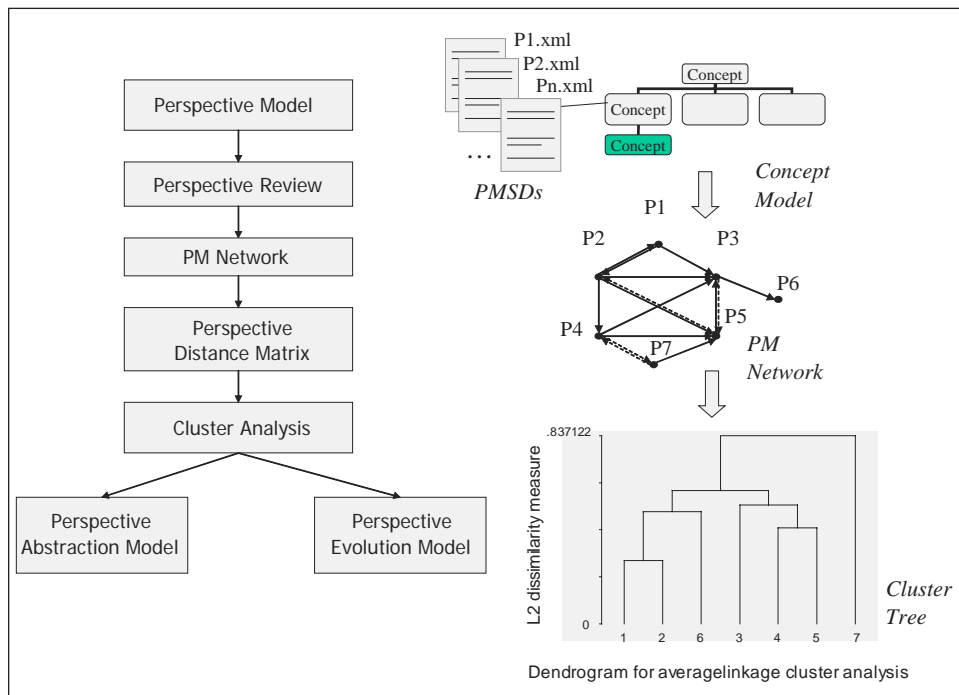 Perspective Model
Perspective Review
PM Network
Perspective
Distance Matrix
Cluster Analysis
Perspective
Abstraction Model
Perspective
Evolution Model
P1.xml
P2.xml
Pn.xml
...
PMSDs
Concept
Concept
Concept
Concept
Model
P1
P2
P3
P6
P4
P5
P7
PM
Network
.837122
L2 dissimilarity measure
0
1 2 6 3 4 5 7
Cluster
Tree
Dendrogram for averagelinkage cluster analysis